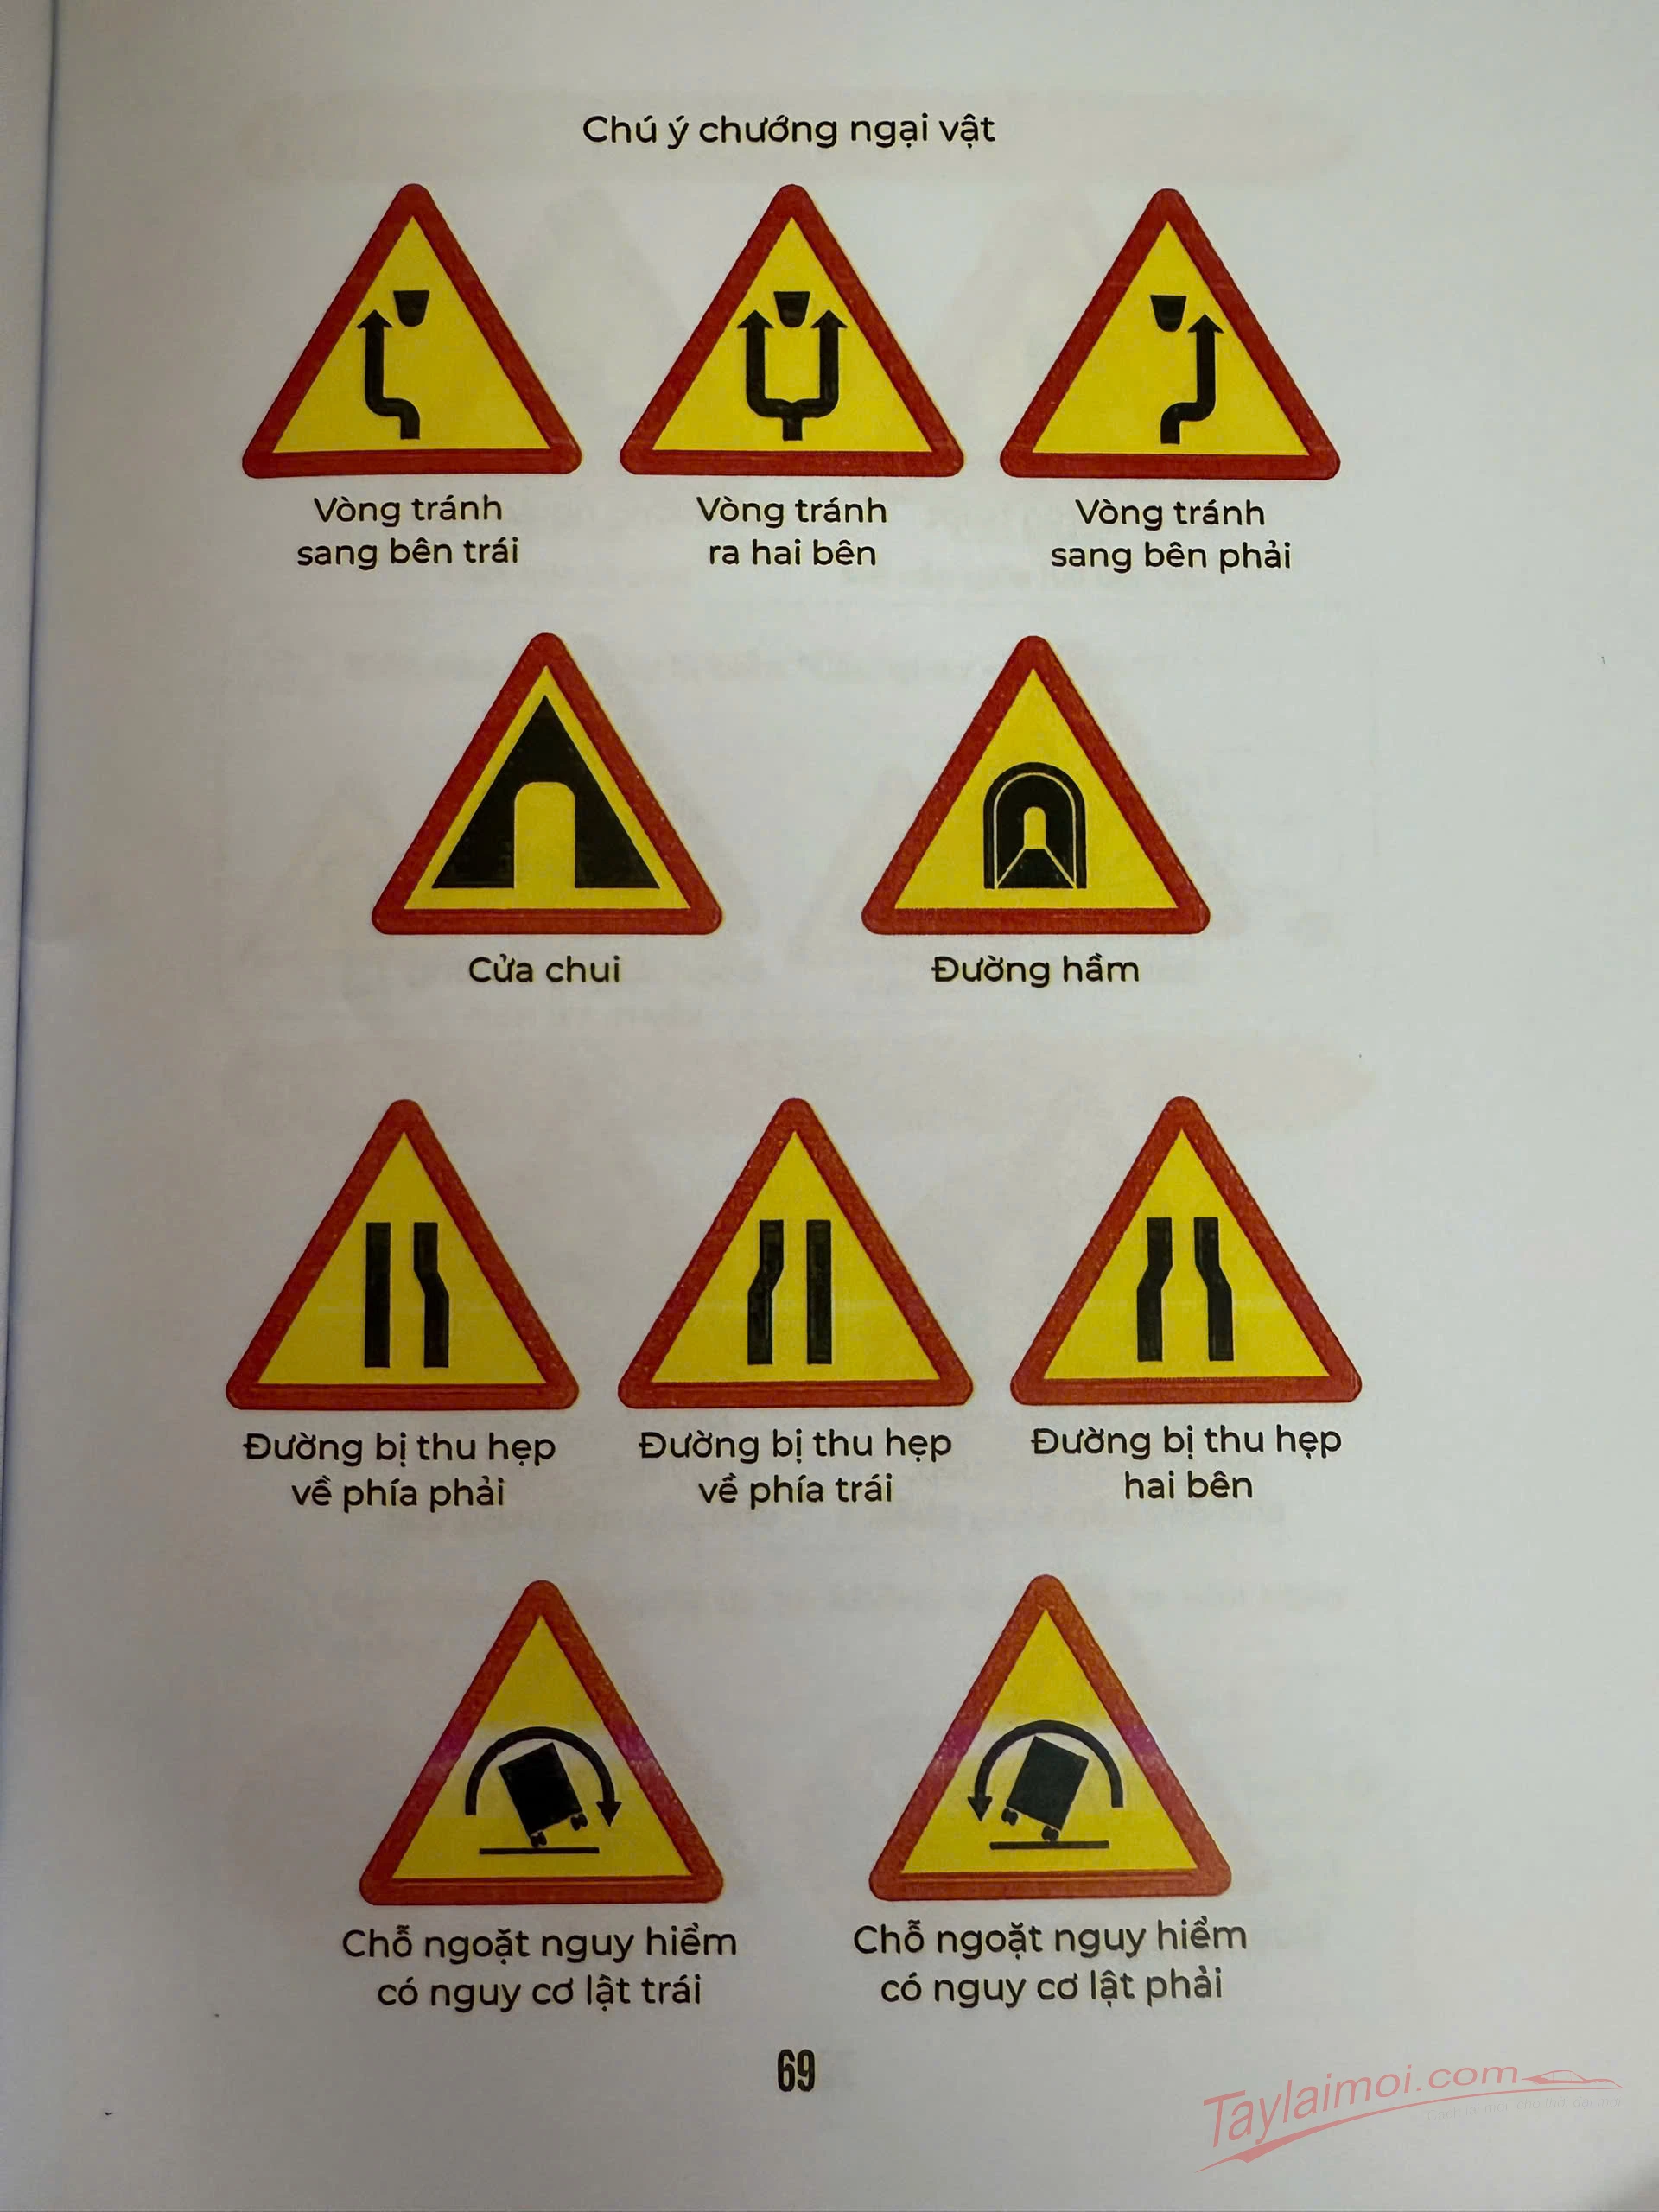 Chú ý chướng ngại vật
Vòng tránh
sang bên trái
Vòng tránh
ra hai bên
Vòng tránh
sang bên phải
Cửa chui
Đường hầm
Đường bị thu hẹp
về phía phải
Đường bị thu hẹp
về phía trái
Đường bị thu hẹp
hai bên
Chỗ ngoặt nguy hiểm
có nguy cơ lật trái
Chỗ ngoặt nguy hiểm
có nguy cơ lật phải
69
Taylaimoi.com